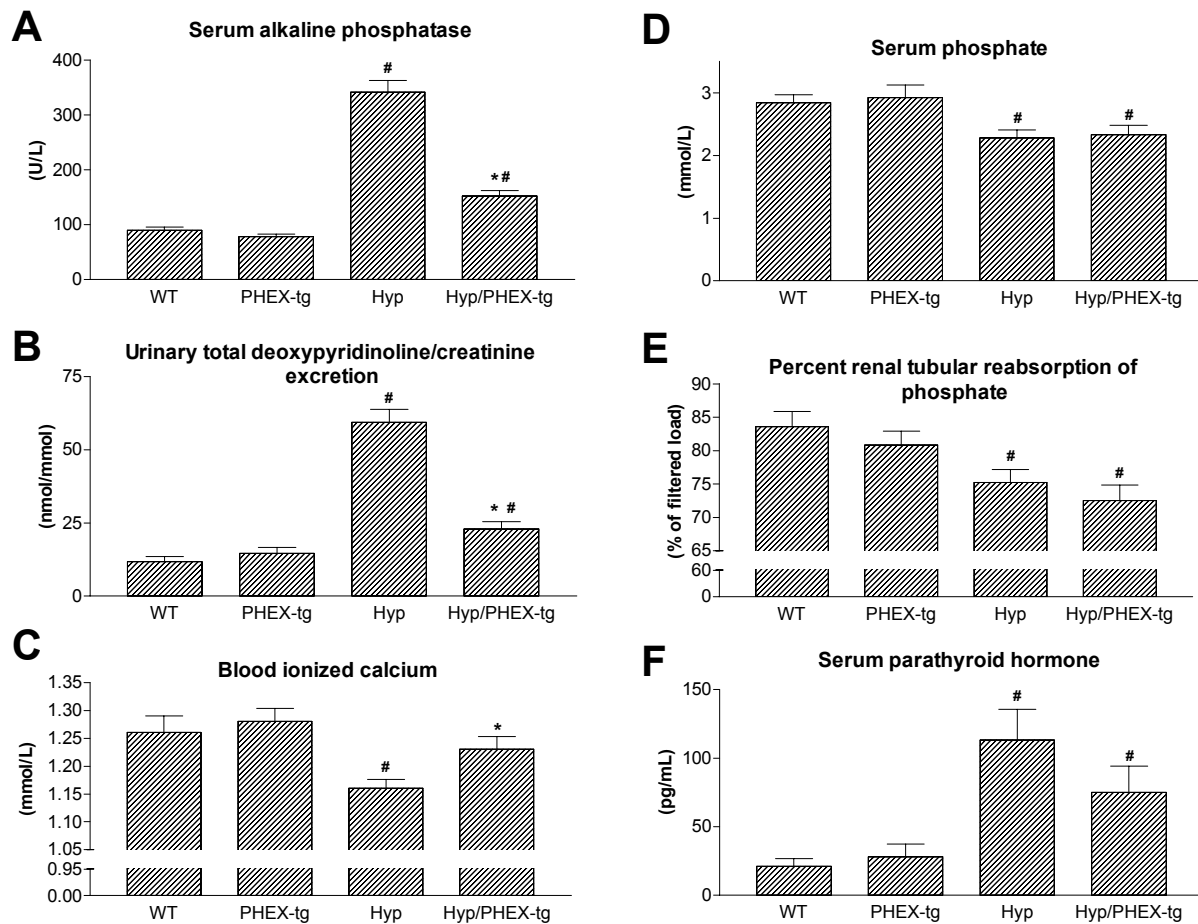 A
Serum alkaline phosphatase
400
300
200
100
0
(U/L)
#
* #
WT PHEX-tg Hyp Hyp/PHEX-tg
B
Urinary total deoxypyridinoline/creatinine
excretion
75
50
25
0
(nmol/mmol)
#
* #
WT PHEX-tg Hyp Hyp/PHEX-tg
C
Blood ionized calcium
1.35
1.30
1.25
1.20
1.15
1.10
1.05
0.95
0.00
(mmol/L)
#
*
WT PHEX-tg Hyp Hyp/PHEX-tg
D
Serum phosphate
3
2
1
0
(mmol/L)
#
#
WT PHEX-tg Hyp Hyp/PHEX-tg
E
Percent renal tubular reabsorption of
phosphate
90
85
80
75
70
65
60
0
(% of filtered load)
#
#
WT PHEX-tg Hyp Hyp/PHEX-tg
F
Serum parathyroid hormone
150
100
50
0
(pg/mL)
#
#
WT PHEX-tg Hyp Hyp/PHEX-tg